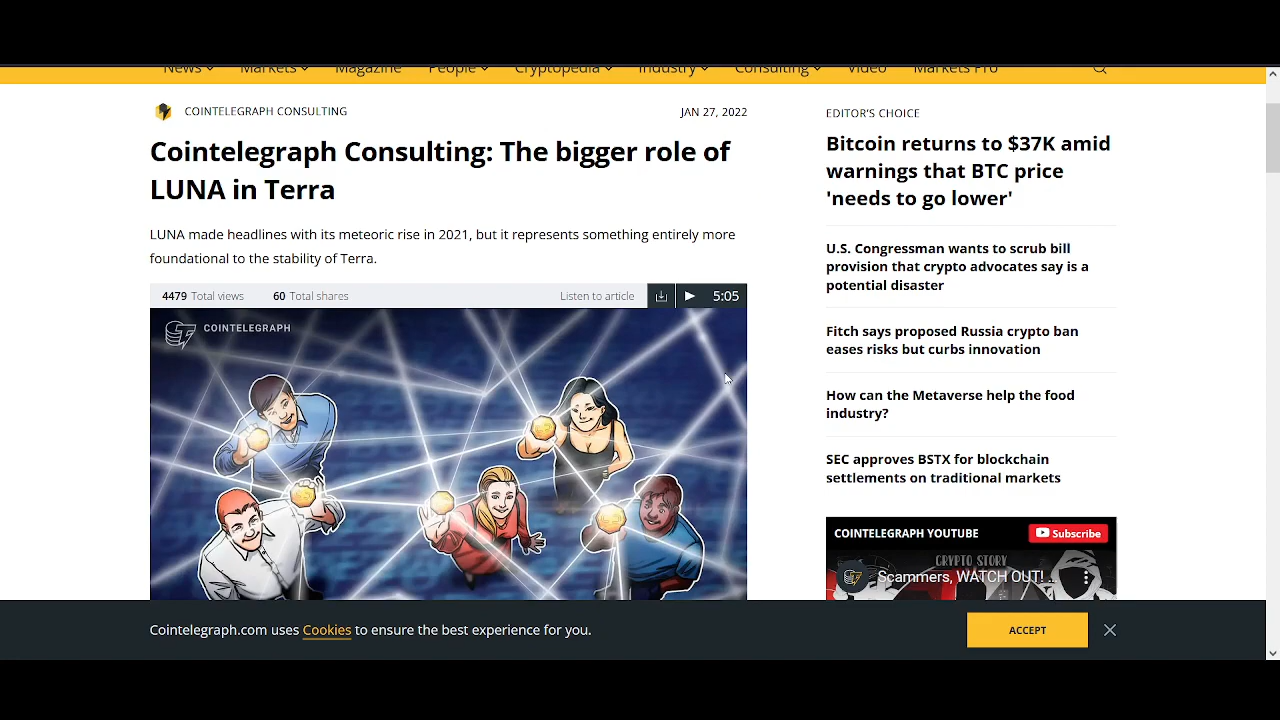 News Markets Magazine People Cryptopedia Industry Consulting Video Markets Pro
COINTELEGRAPH CONSULTING
JAN 27, 2022
Cointelegraph Consulting: The bigger role of
LUNA in Terra
LUNA made headlines with its meteoric rise in 2021, but it represents something entirely more
foundational to the stability of Terra.
4479 Total views 60 Total shares Listen to article 5:05
COINTELEGRAPH
EDITOR'S CHOICE
Bitcoin returns to $37K amid
warnings that BTC price
'needs to go lower'
U.S. Congressman wants to scrub bill
provision that crypto advocates say is a
potential disaster
Fitch says proposed Russia crypto ban
eases risks but curbs innovation
How can the Metaverse help the food
industry?
SEC approves BSTX for blockchain
settlements on traditional markets
COINTELEGRAPH YOUTUBE Subscribe
CRYPTO STORY
Scammers, WATCH OUT! ...
Cointelegraph.com uses Cookies to ensure the best experience for you.
ACCEPT